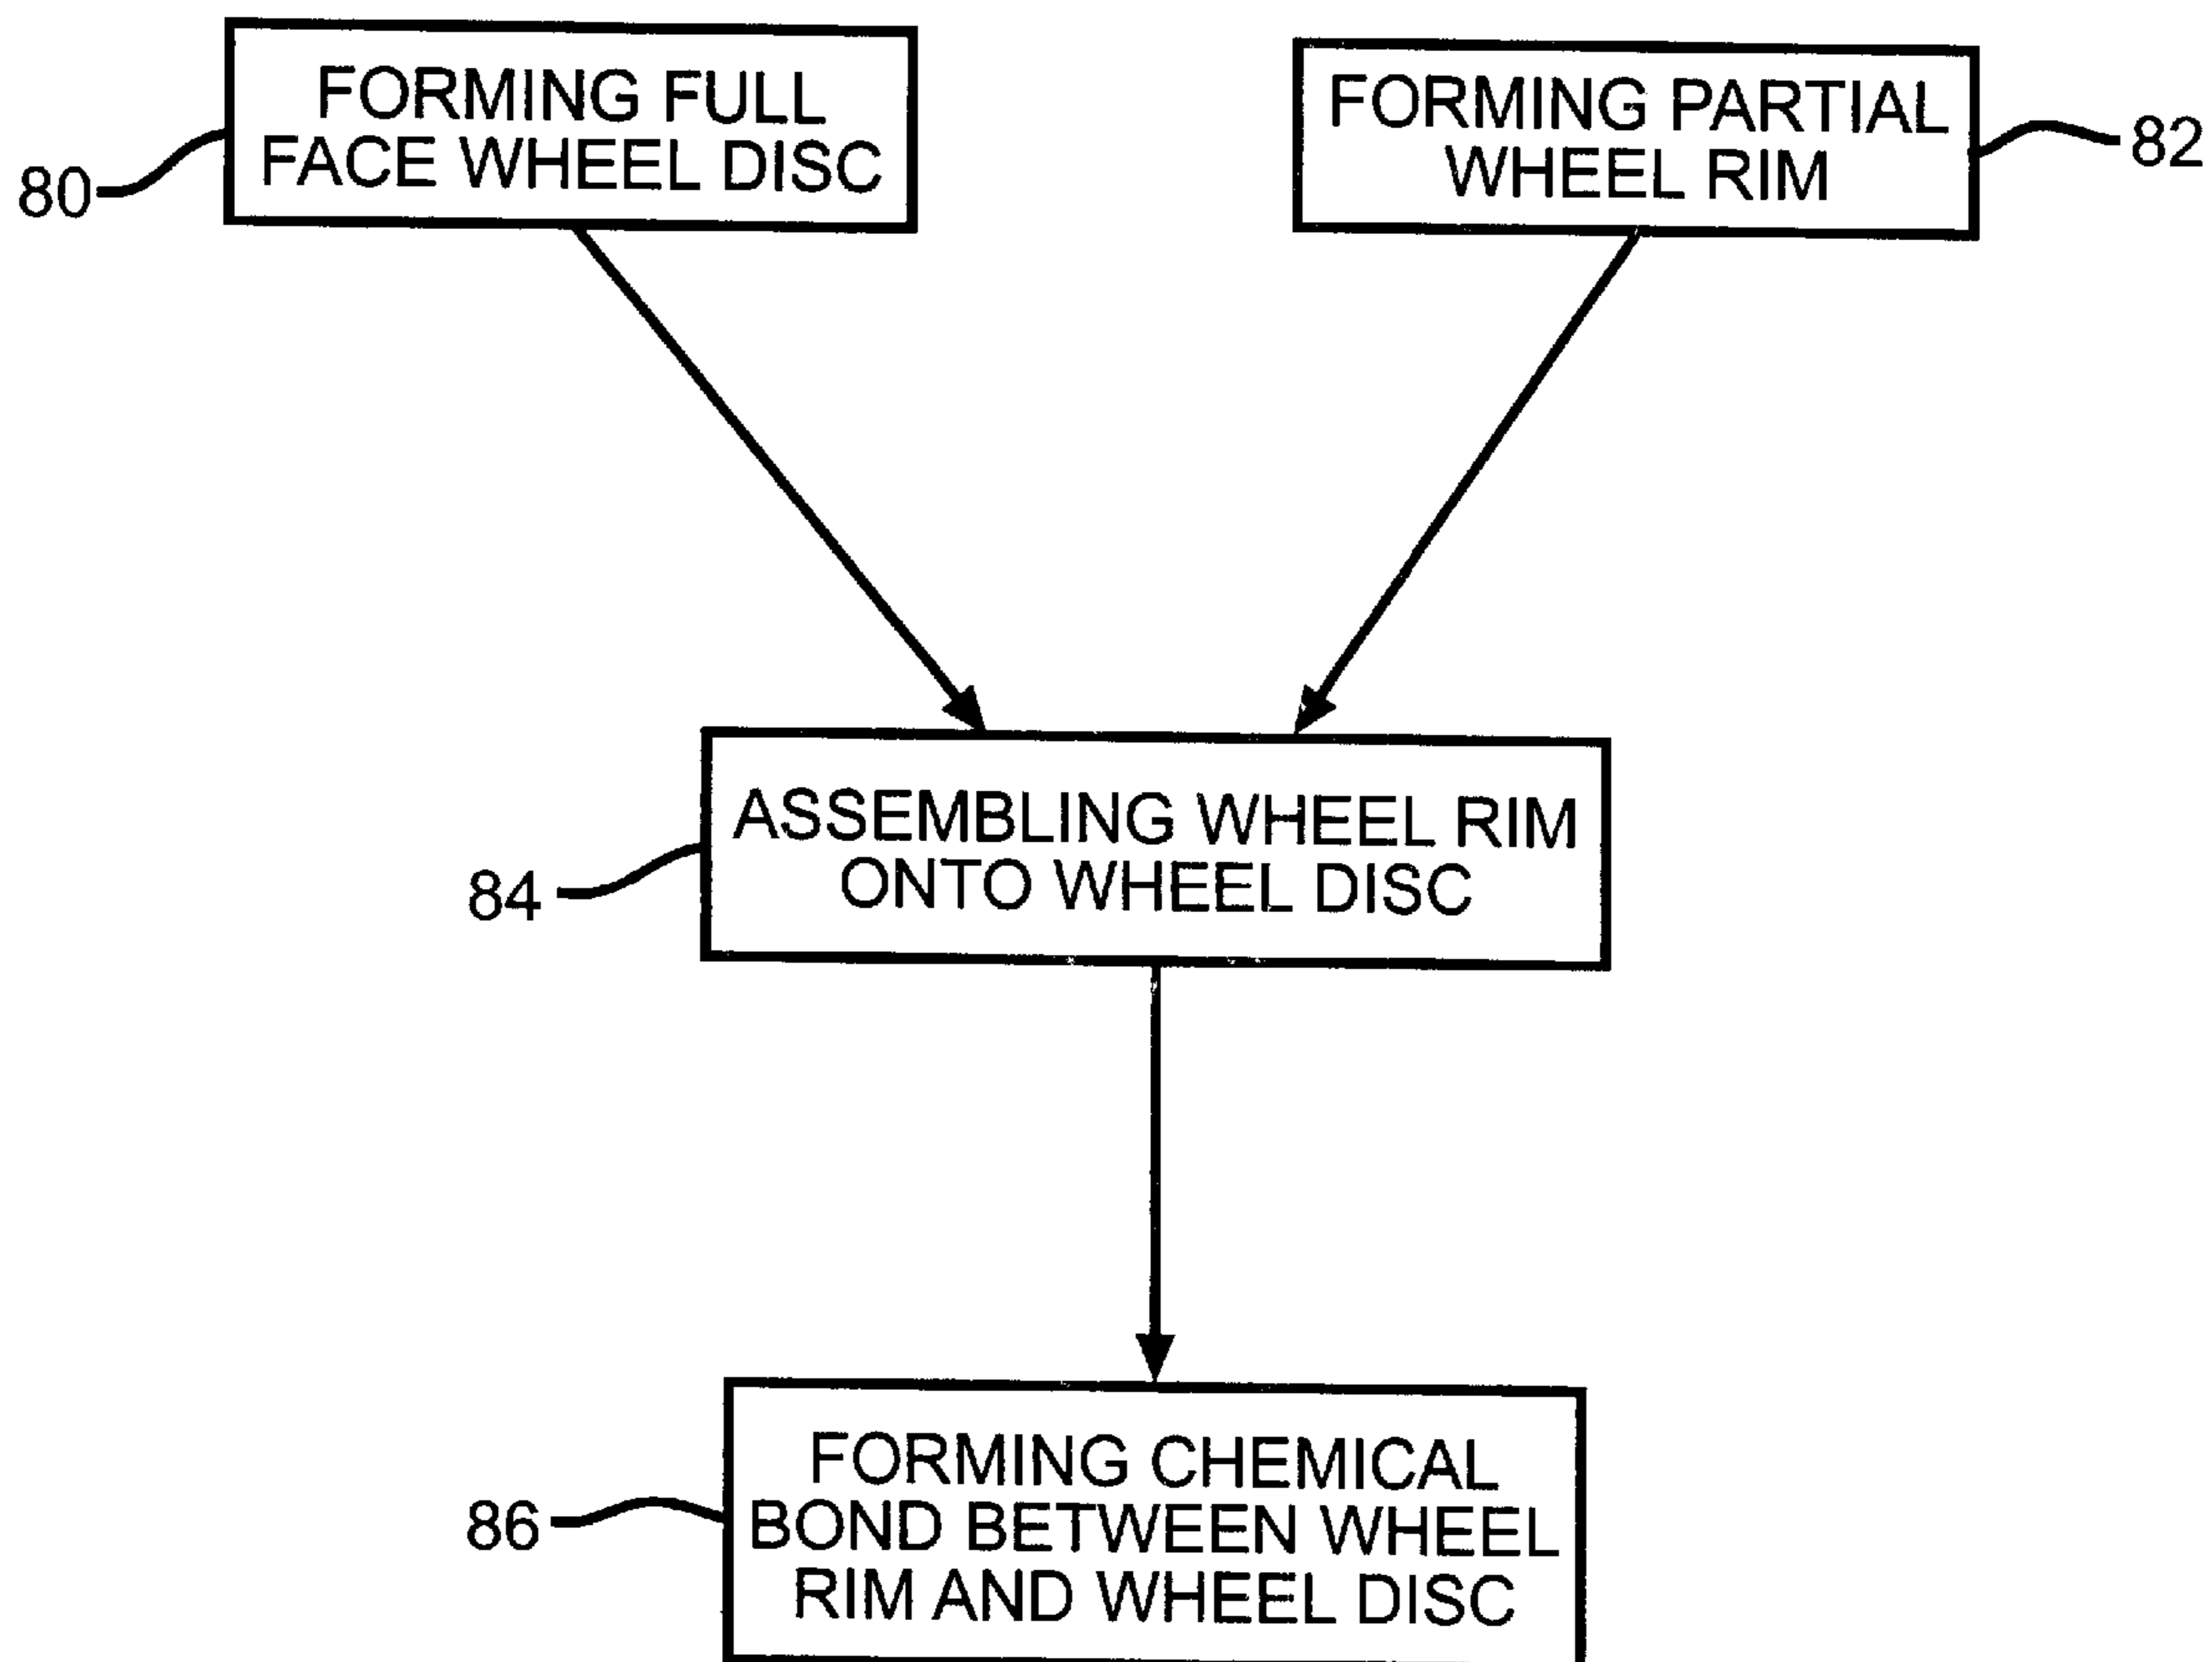 FORMING FULL
FACE WHEEL DISC
80
FORMING PARTIAL
WHEEL RIM
82
ASSEMBLING WHEEL RIM
ONTO WHEEL DISC
84
FORMING CHEMICAL
BOND BETWEEN WHEEL
RIM AND WHEEL DISC
86